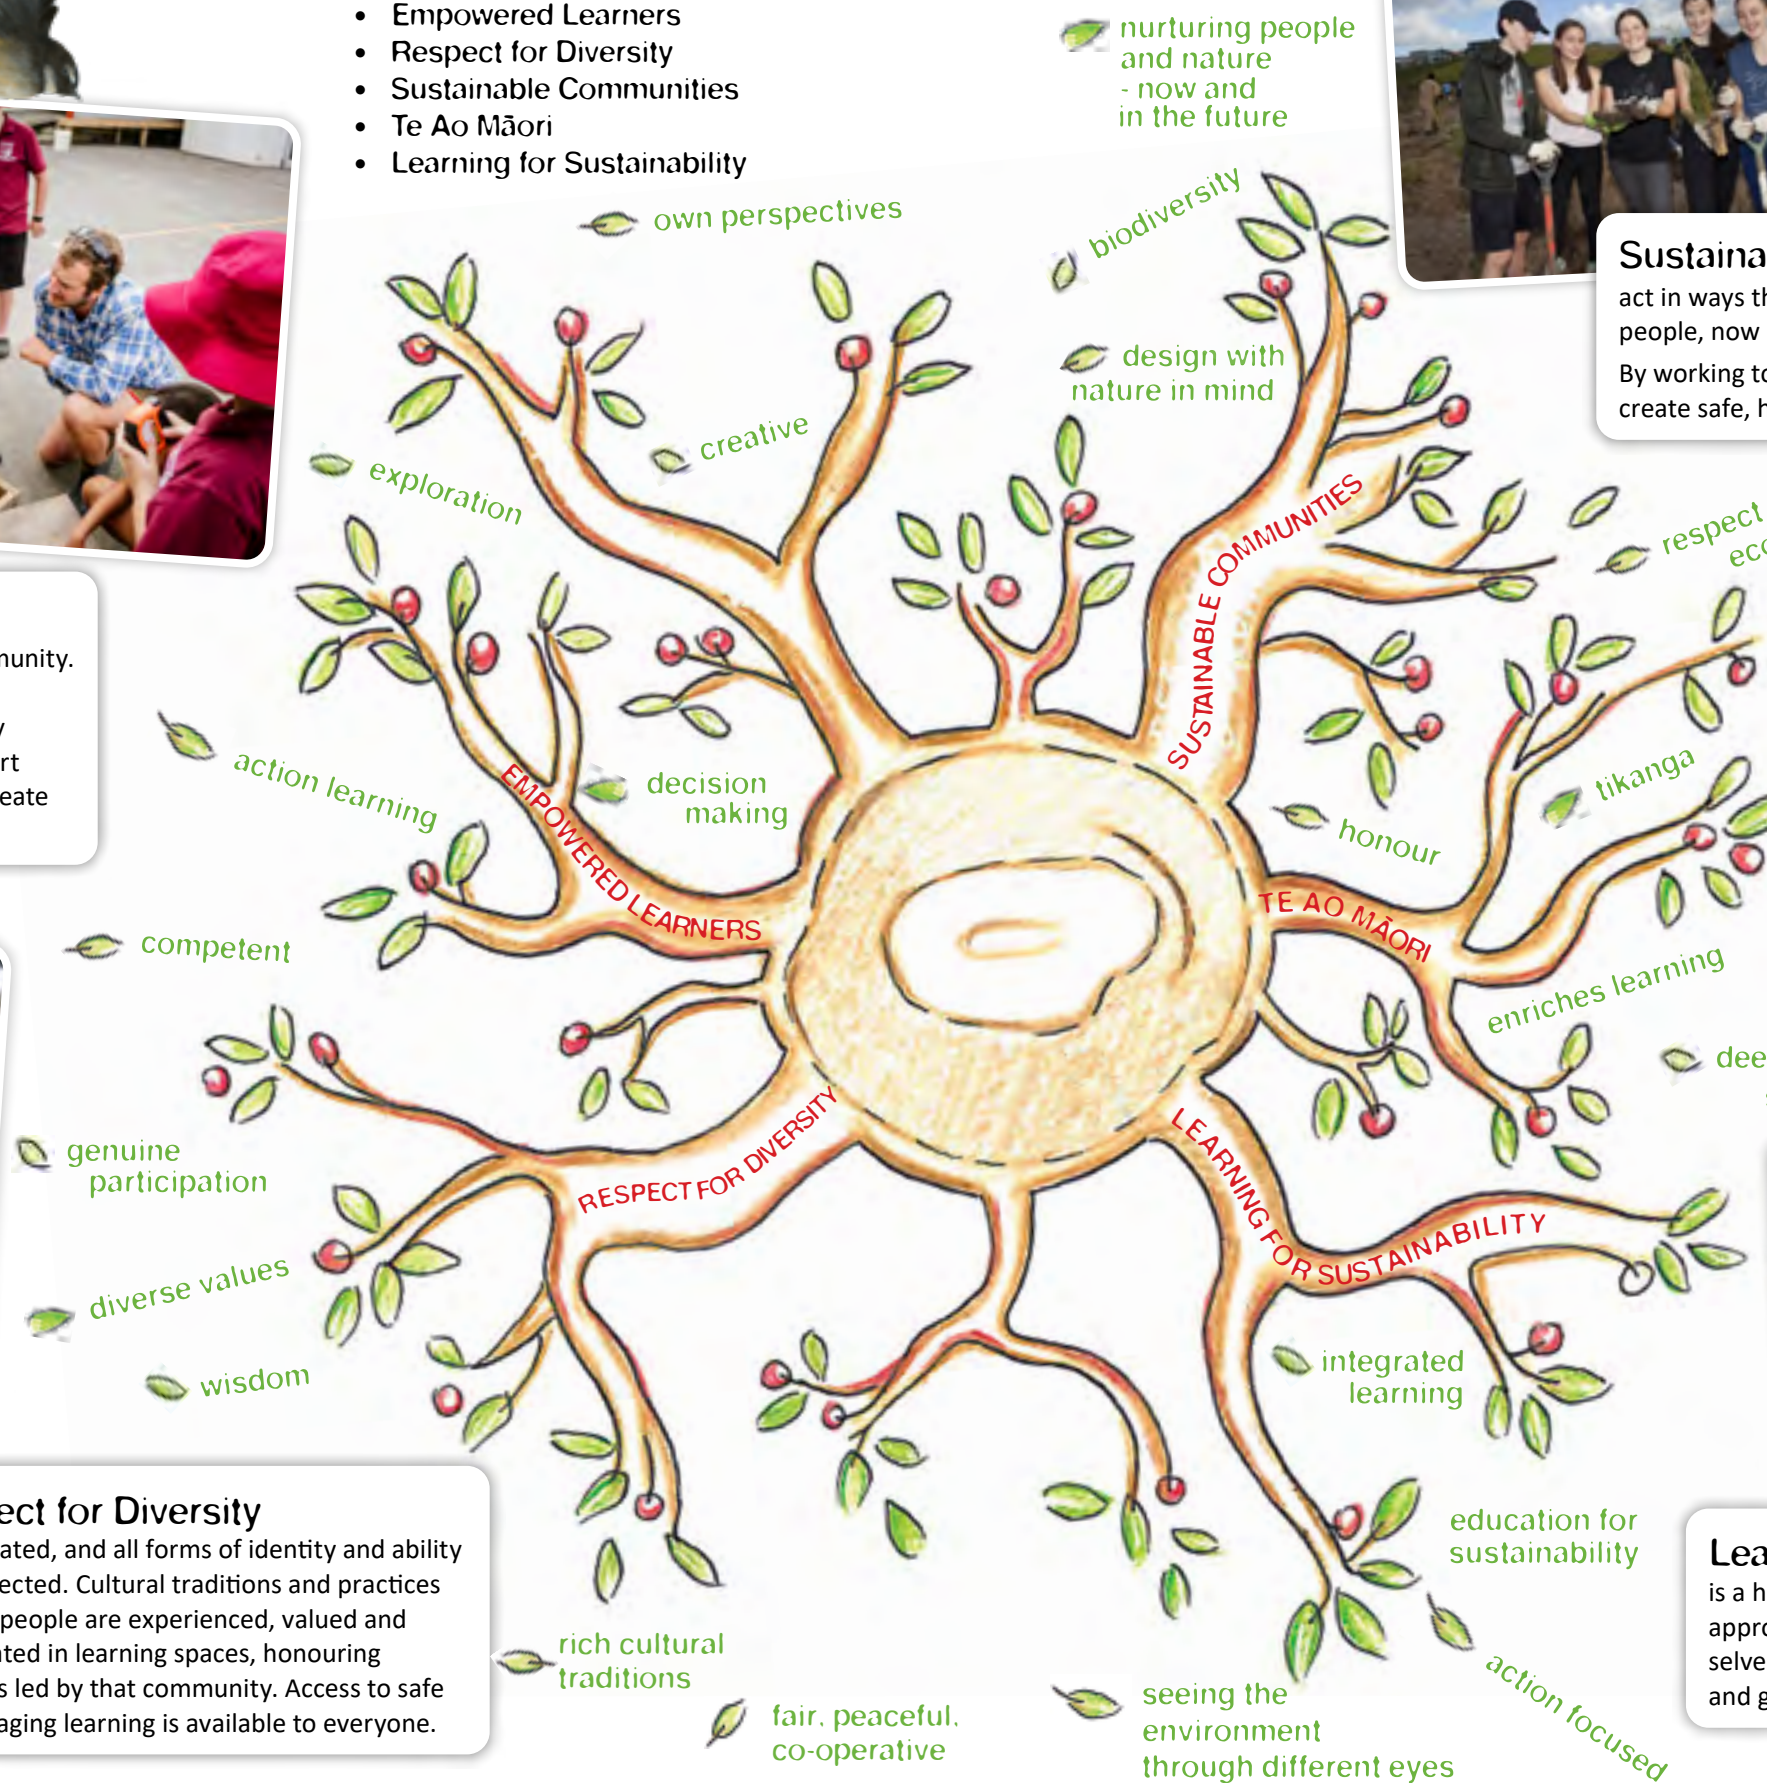 • Empowered Learners
• Respect for Diversity
• Sustainable Communities
• Te Ao Māori
• Learning for Sustainability
nurturing people
and nature
- now and
in the future
own perspectives
biodiversity
Sustaina
act in ways th
people, now
By working to
create safe, h
design with
nature in mind
creative
exploration
respect
eco
SUSTAINABLE COMMUNITIES
munity.
y
rt
reate
action learning
EMPOWERED LEARNERS
decision
making
tikanga
honour
TE AO MĀORI
competent
enriches learning
dee
genuine
participation
RESPECT FOR DIVERSITY
LEARNING FOR SUSTAINABILITY
diverse values
wisdom
integrated
learning
ect for Diversity
ated, and all forms of identity and ability
ected. Cultural traditions and practices
people are experienced, valued and
ated in learning spaces, honouring
s led by that community. Access to safe
aging learning is available to everyone.
education for
sustainability
Lea
is a h
appro
selve
and g
rich cultural
traditions
action focused
fair, peaceful,
co-operative
seeing the
environment
through different eyes